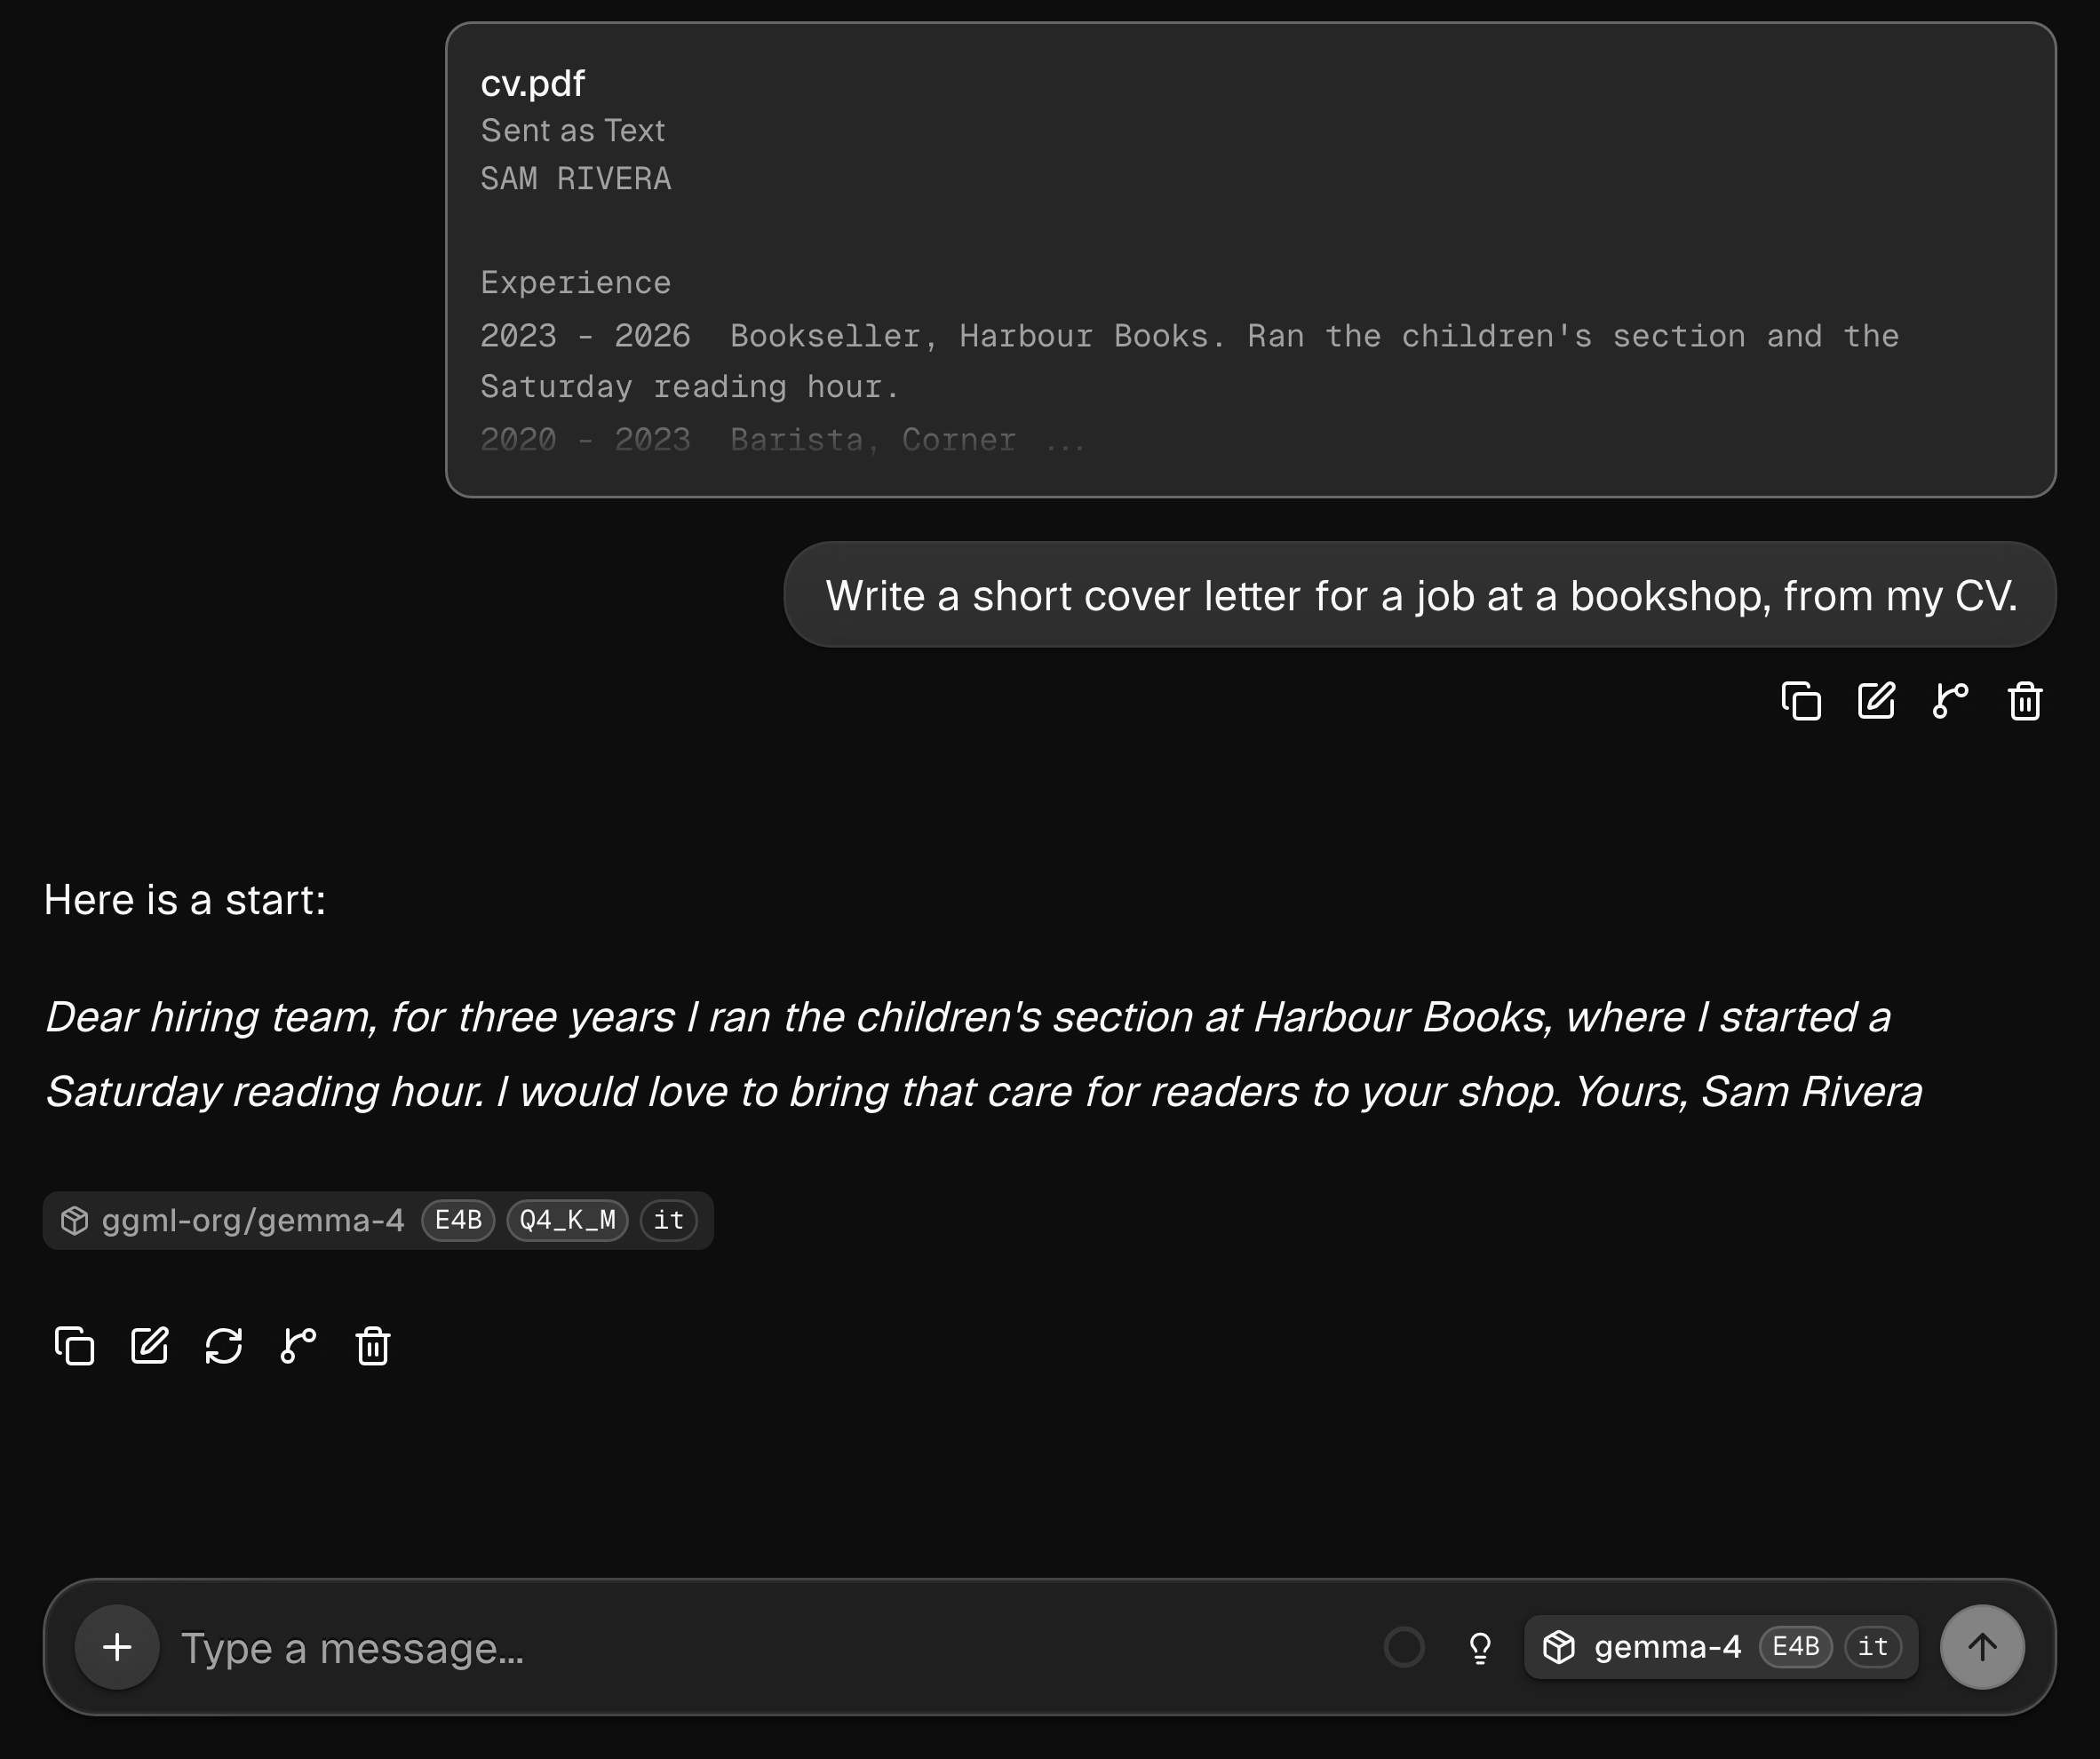 cv.pdf
Sent as Text
SAM RIVERA
Experience
2023 - 2026  Bookseller, Harbour Books. Ran the children's section and the
Saturday reading hour.
2020 - 2023  Barista, Corner ...
Write a short cover letter for a job at a bookshop, from my CV.
Here is a start:
Dear hiring team, for three years I ran the children's section at Harbour Books, where I started a
Saturday reading hour. I would love to bring that care for readers to your shop. Yours, Sam Rivera
ggml-org/gemma-4 E4B Q4_K_M it
Type a message... gemma-4 E4B it